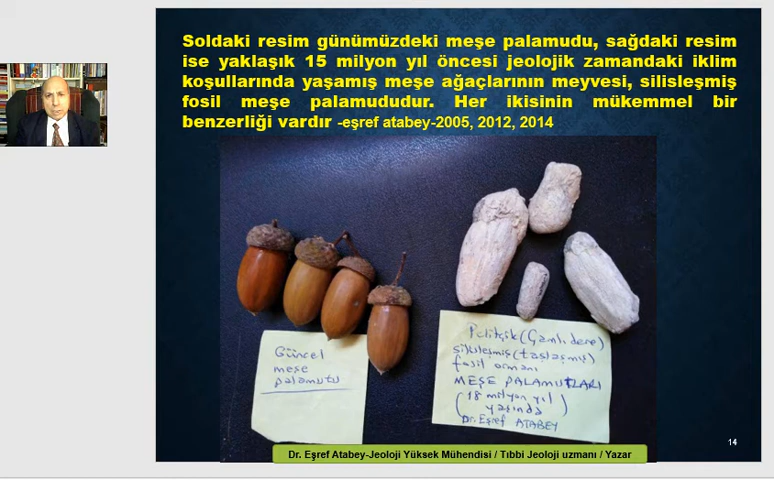 Soldaki resim günümüzdeki meşe palamudu, sağdaki resim
ise yaklaşık 15 milyon yıl öncesi jeolojik zamandaki iklim
koşullarında yaşamış meşe ağaçlarının meyvesi, silisleşmiş
fosil meşe palamududur. Her ikisinin mükemmel bir
benzerliği vardır -eşref atabey-2005, 2012, 2014
Güncel
meşe
palamutu
Pelitçik (Çamlıdere)
silisleşmiş (taşlaşmış)
fosil ormanı
MEŞE PALAMUTLARI
(18 milyon yıl
yaşında)
Dr. Eşref ATABEY
14
Dr. Eşref Atabey-Jeoloji Yüksek Mühendisi / Tıbbi Jeoloji uzmanı / Yazar